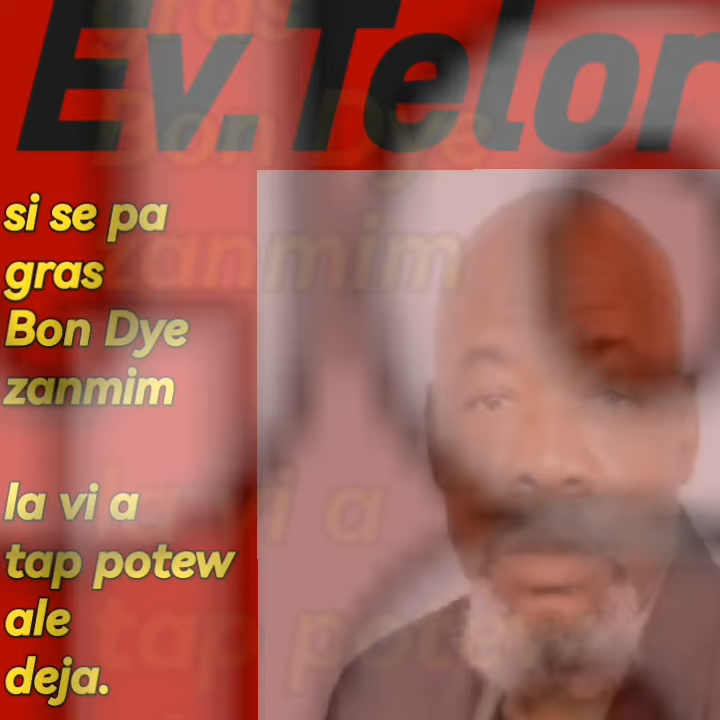 Ev.Telor
si se pa
gras
Bon Dye
zanmim
la vi a
tap potew
ale
deja.